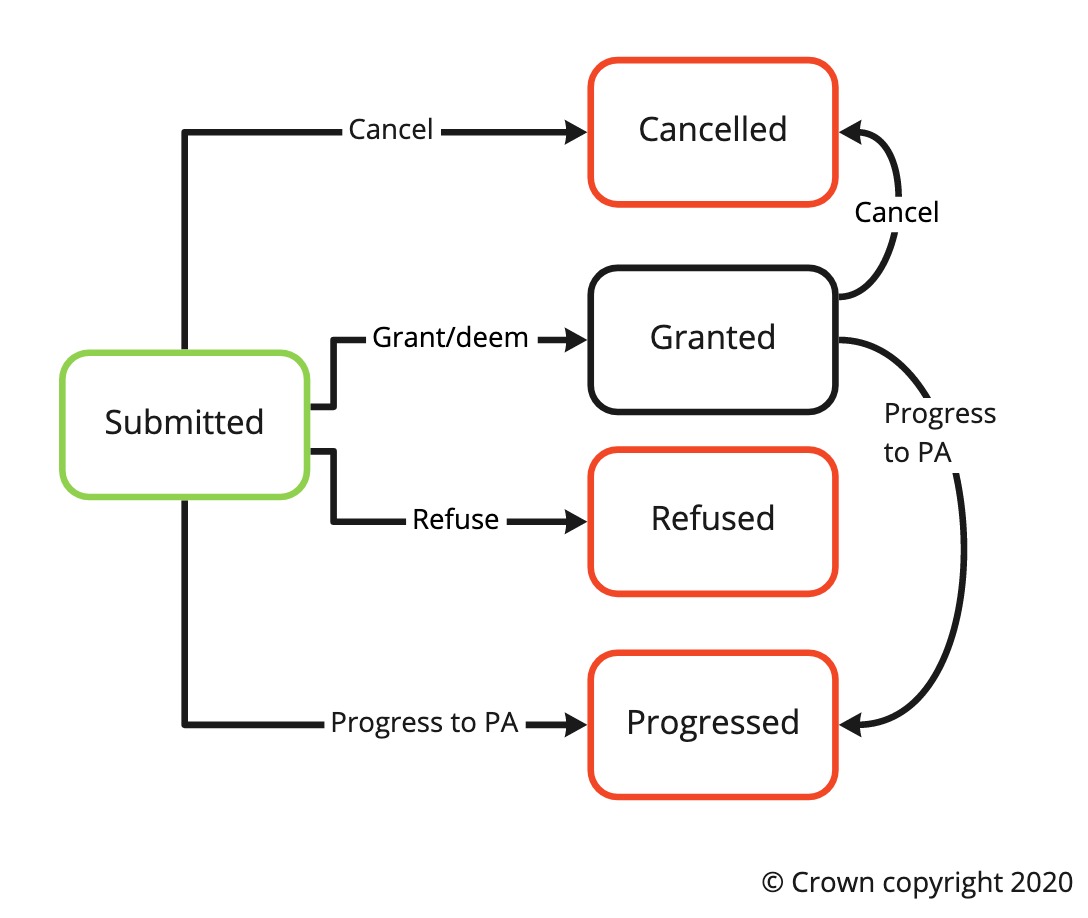 Cancel
Cancelled
Cancel
Grant/deem
Granted
Submitted
Progress
to PA
Refuse
Refused
Progress to PA
Progressed
© Crown copyright 2020